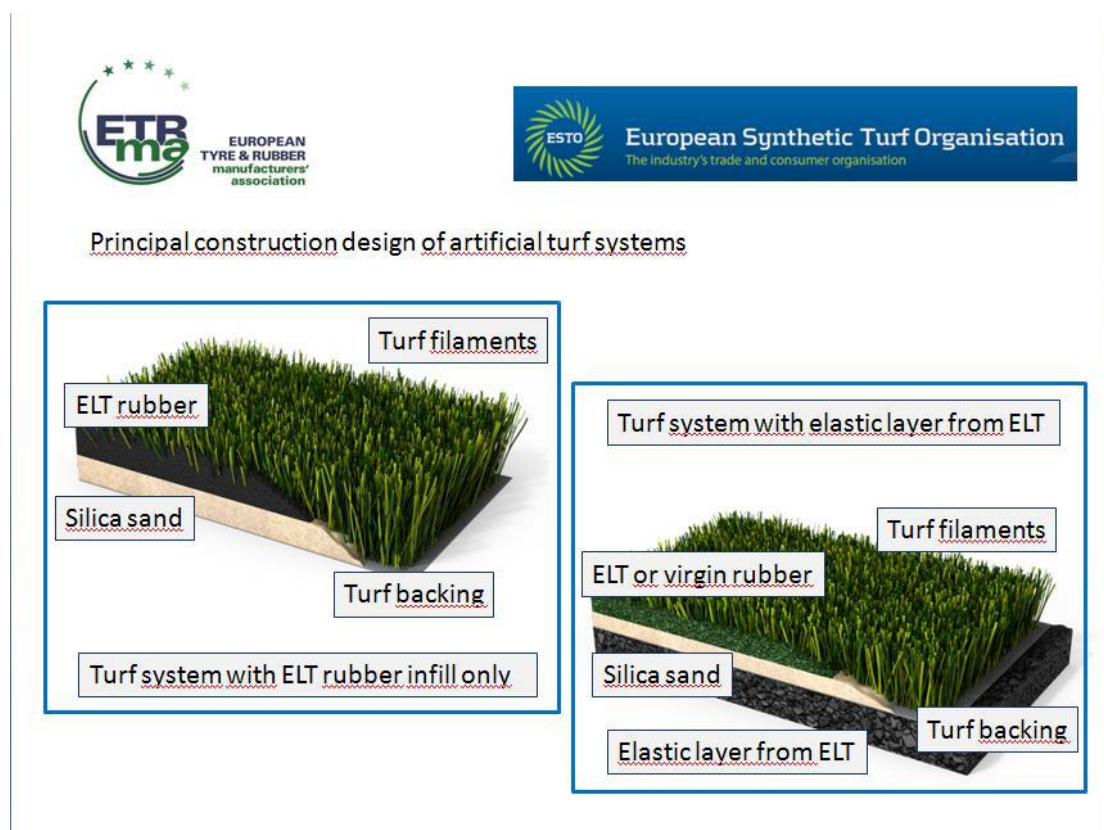 ETR
ma
EUROPEAN
TYRE & RUBBER
manufacturers'
association
ESTO
European Synthetic Turf Organisation
The industry's trade and consumer organisation
Principal construction design of artificial turf systems
Turf filaments
ELT rubber
Silica sand
Turf backing
Turf system with ELT rubber infill only
Turf system with elastic layer from ELT
Turf filaments
ELT or virgin rubber
Silica sand
Turf backing
Elastic layer from ELT